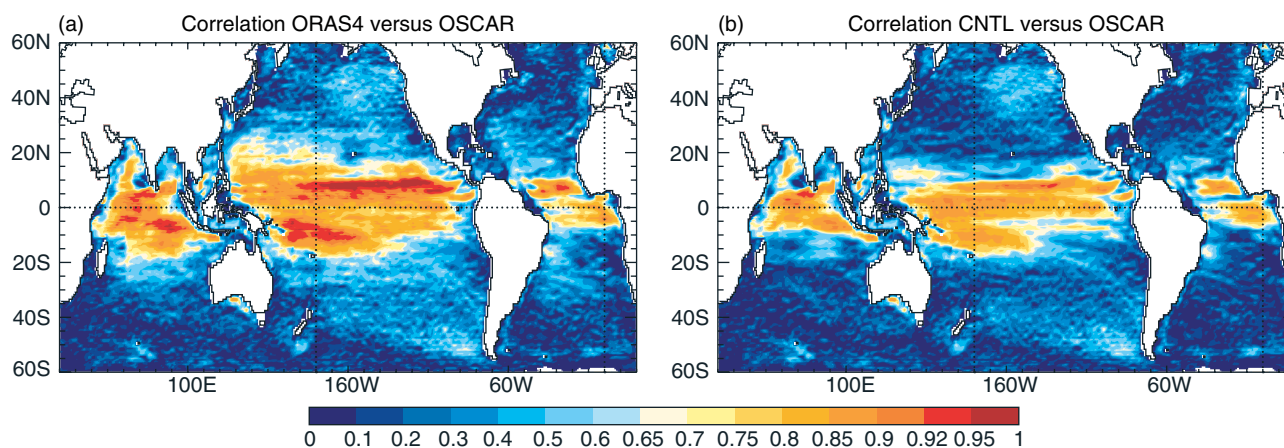 (a) Correlation ORAS4 versus OSCAR
60N
40N
20N
0
20S
40S
60S
100E 160W 60W
(b) Correlation CNTL versus OSCAR
60N
40N
20N
0
20S
40S
60S
100E 160W 60W
0 0.1 0.2 0.3 0.4 0.5 0.6 0.65 0.7 0.75 0.8 0.85 0.9 0.92 0.95 1